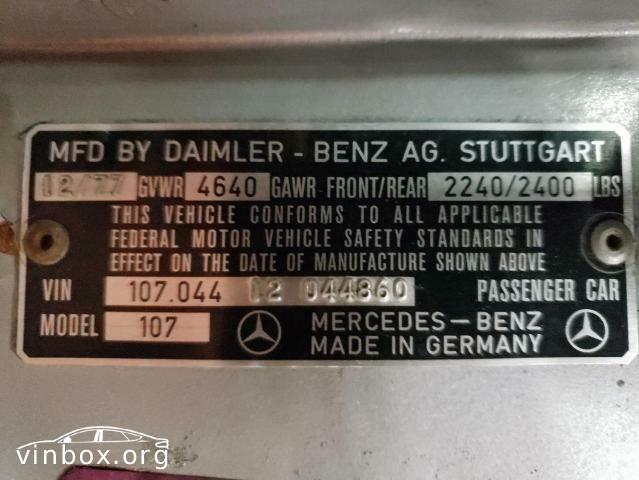 MFD BY DAIMLER - BENZ AG. STUTTGART
12/77 GVWR 4640 GAWR FRONT/REAR 2240/2400 LBS
THIS VEHICLE CONFORMS TO ALL APPLICABLE
FEDERAL MOTOR VEHICLE SAFETY STANDARDS IN
EFFECT ON THE DATE OF MANUFACTURE SHOWN ABOVE
VIN 107.044 12 044860 PASSENGER CAR
MODEL 107 MERCEDES-BENZ
MADE IN GERMANY
vinbox.org